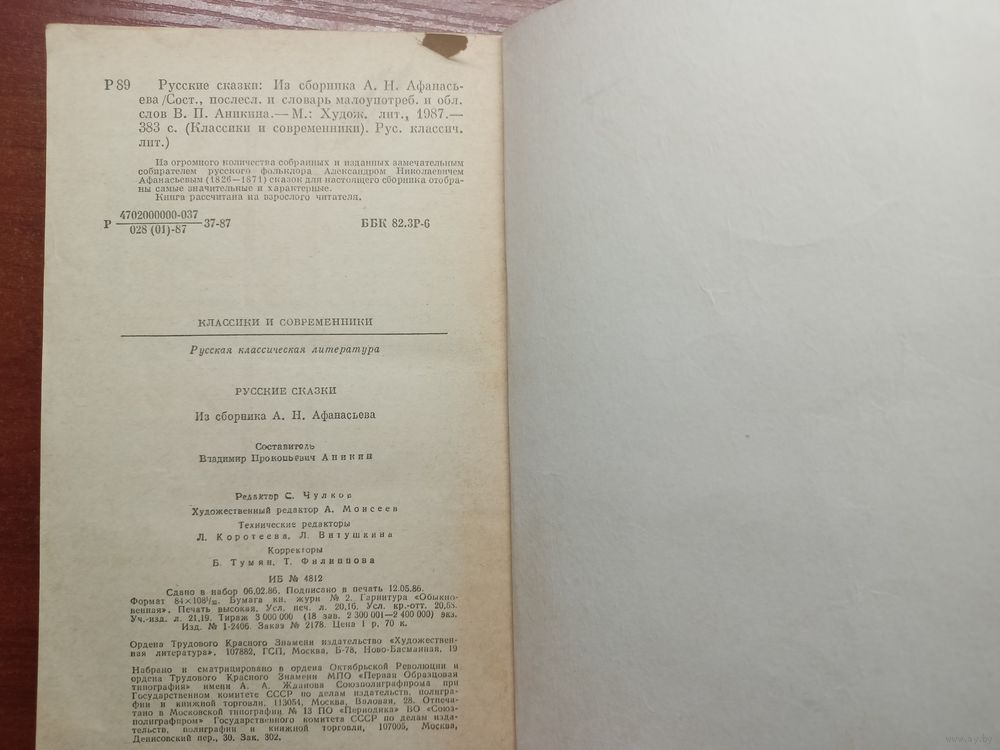 Р 89 Русские сказки: Из сборника А. Н. Афанась-
ева /Сост., послесл. и словарь малоупотреб. и обл.
слов В. П. Аникина.— М.: Худож. лит., 1987.—
383 с. (Классики и современники). Рус. классич.
лит.)
Из огромного количества собранных и изданных замечательным
собирателем русского фольклора Александром Николаевичем
Афанасьевым (1826—1871) сказок для настоящего сборника отобра-
ны самые значительные и характерные.
Книга рассчитана на взрослого читателя.
Р 4702000000-037
028 (01)-87
37-87 ББК 82.3Р-6
КЛАССИКИ И СОВРЕМЕННИКИ
Русская классическая литература
РУССКИЕ СКАЗКИ
Из сборника А. Н. Афанасьева
Составитель
Владимир Прокопьевич Аникин
Редактор С. Чулков
Художественный редактор А. Моисеев
Технические редакторы
Л. Коротеева, Л. Витушкина
Корректоры
Б. Тумян, Т. Филиппова
ИБ № 4812
Сдано в набор 06.02.86. Подписано в печать 12.05.86.
Формат 84×108¹/₃₂. Бумага кн. журн № 2. Гарнитура «Обыкно-
венная». Печать высокая. Усл. печ. л. 20,16. Усл. кр.-отт. 20,58.
Уч.-изд. л. 21,19. Тираж 3 000 000 (18 зав. 2 300 001—2 400 000) экз.
Изд. № 1-2406. Заказ № 2178. Цена 1 р. 70 к.
Ордена Трудового Красного Знамени издательство «Художествен-
ная литература», 107882, ГСП, Москва, Б-78, Ново-Басманная, 19
Набрано и сматрицировано в ордена Октябрьской Революции и
ордена Трудового Красного Знамени МПО «Первая Образцовая
типография» имени А. А. Жданова Союзполиграфпрома при
Государственном комитете СССР по делам издательств, полигра-
фии и книжной торговли. 113054, Москва, Валовая, 28. Отпеча-
тано в Московской типографии № 13 ПО «Периодика» ВО «Союз-
полиграфпром» Государственного комитета СССР по делам изда-
тельств, полиграфии и книжной торговли, 107005, Москва,
Денисовский пер., 30. Зак. 302.
www.ay.by